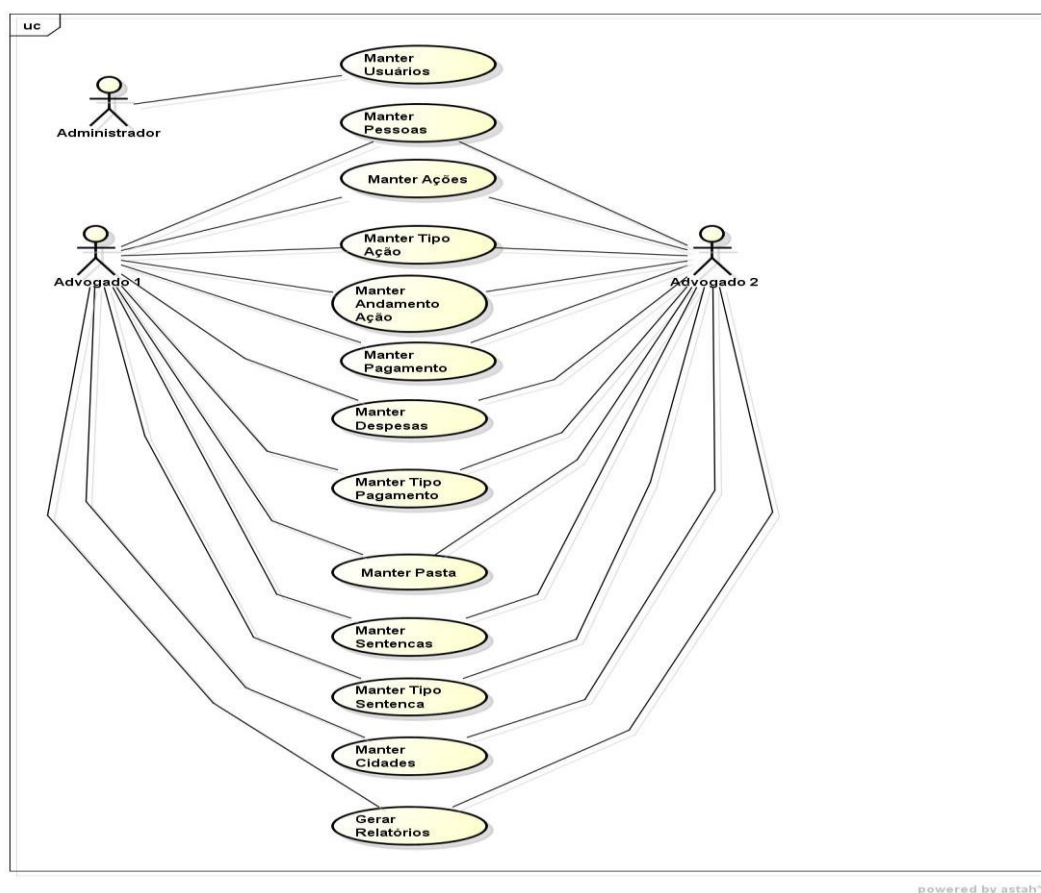 uc
Manter
Usuários
Administrador
Manter
Pessoas
Manter Ações
Manter Tipo
Ação
Advogado 1
Advogado 2
Manter
Andamento
Ação
Manter
Pagamento
Manter
Despesas
Manter Tipo
Pagamento
Manter Pasta
Manter
Sentencas
Manter Tipo
Sentenca
Manter
Cidades
Gerar
Relatórios
powered by astah*